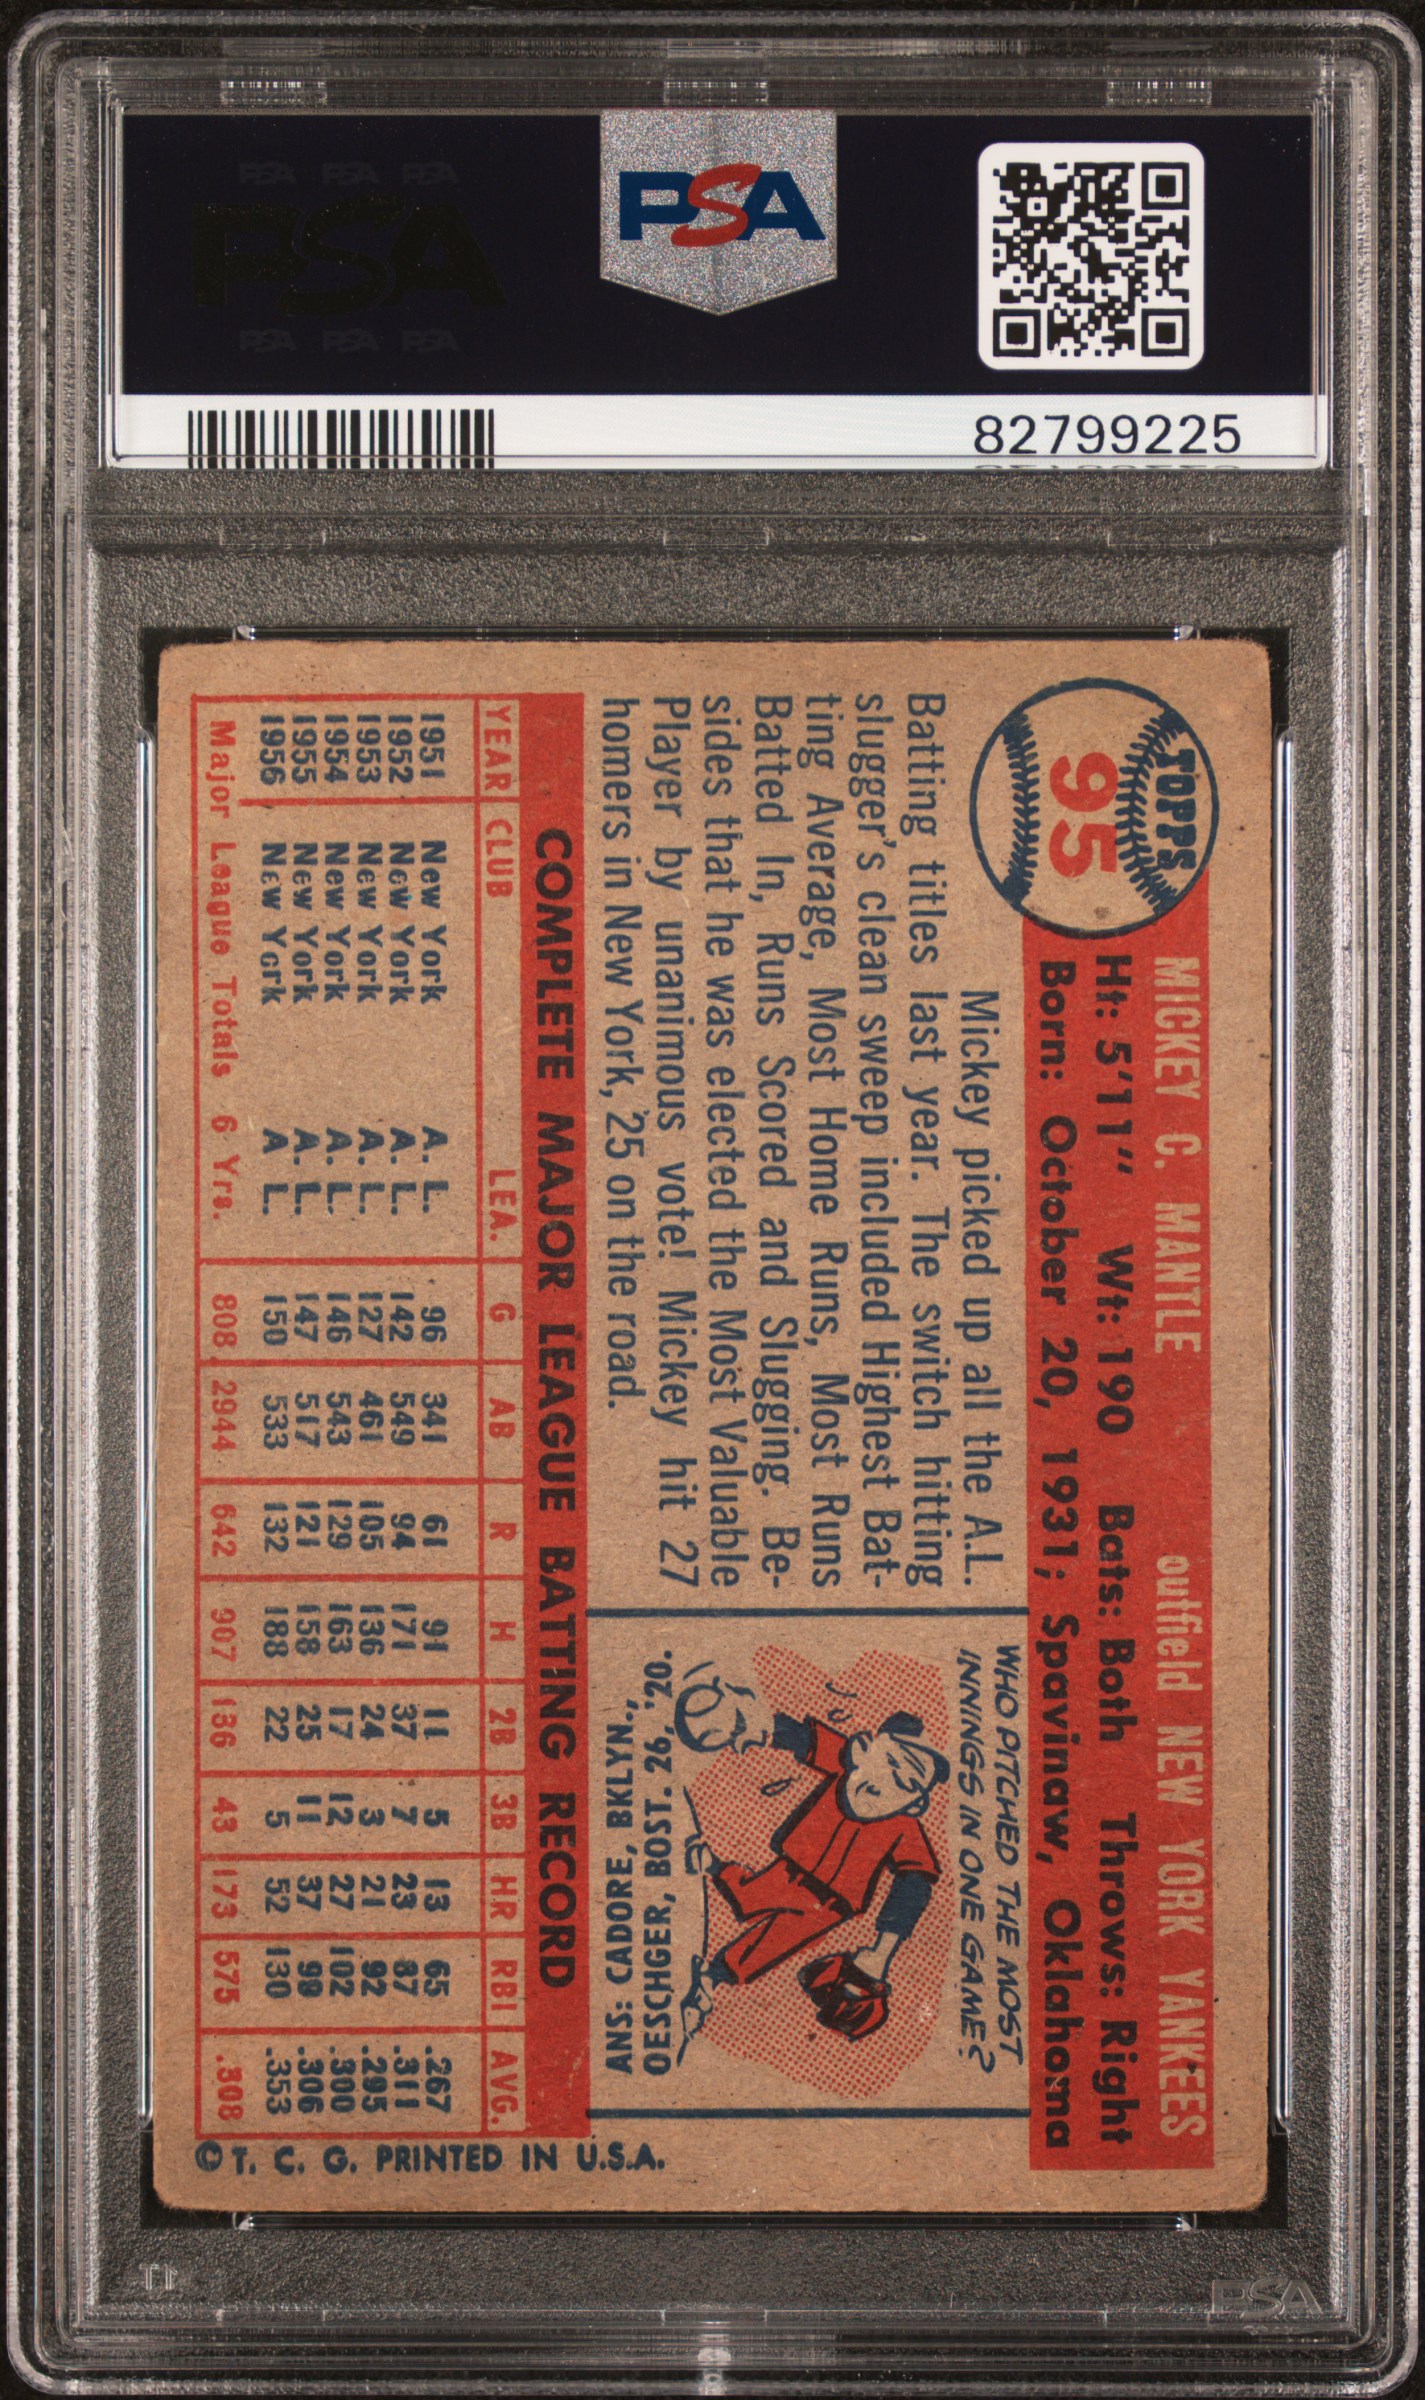 PSA PSA PSA
PSA
PSA PSA PSA
PSA
82799225
TOPPS
95
MICKEY C. MANTLE outfield NEW YORK YANKEES
Ht: 5'11" Wt: 190 Bats: Both Throws: Right
Born: October 20, 1931; Spavinaw, Oklahoma
Mickey picked up all the A.L.
Batting titles last year. The switch hitting
slugger's clean sweep included Highest Bat-
ting Average, Most Home Runs, Most Runs
Batted In, Runs Scored and Slugging. Be-
sides that he was elected the Most Valuable
Player by unanimous vote! Mickey hit 27
homers in New York, 25 on the road.
WHO PITCHED THE MOST
INNINGS IN ONE GAME?
ANS: CADORE, BKLYN.,
OESCHGER, BOST. 26, '20.
COMPLETE MAJOR LEAGUE BATTING RECORD
YEAR CLUB LEA. G AB R H 2B 3B HR RBI AVG.
1951 New York A. L. 96 341 61 91 11 5 13 65 .267
1952 New York A. L. 142 549 94 171 37 7 23 87 .311
1953 New York A. L. 127 461 105 136 24 3 21 92 .295
1954 New York A. L. 146 543 129 163 17 12 27 102 .300
1955 New York A. L. 147 517 121 158 25 11 37 99 .306
1956 New York A L. 150 533 132 188 22 5 52 130 .353
Major League Totals 6 Yrs. 808 2944 642 907 136 43 173 575 .308
©T. C. G. PRINTED IN U.S.A.
PSA